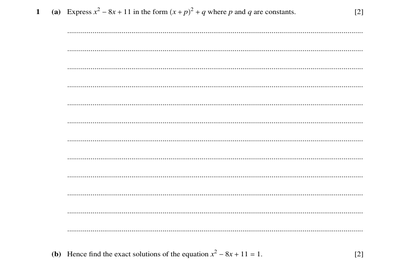 1 (a) Express x² − 8x + 11 in the form (x + p)² + q where p and q are constants. [2]
(b) Hence find the exact solutions of the equation x² − 8x + 11 = 1. [2]